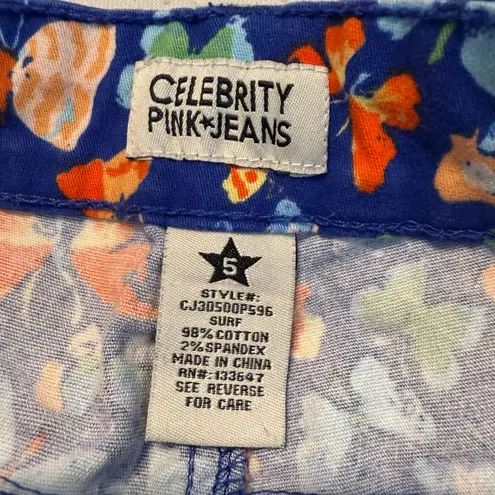 CELEBRITY
PINK★JEANS
5
STYLE#:
CJ30500P596
SURF
98% COTTON
2% SPANDEX
MADE IN CHINA
RN#: 133647
SEE REVERSE
FOR CARE